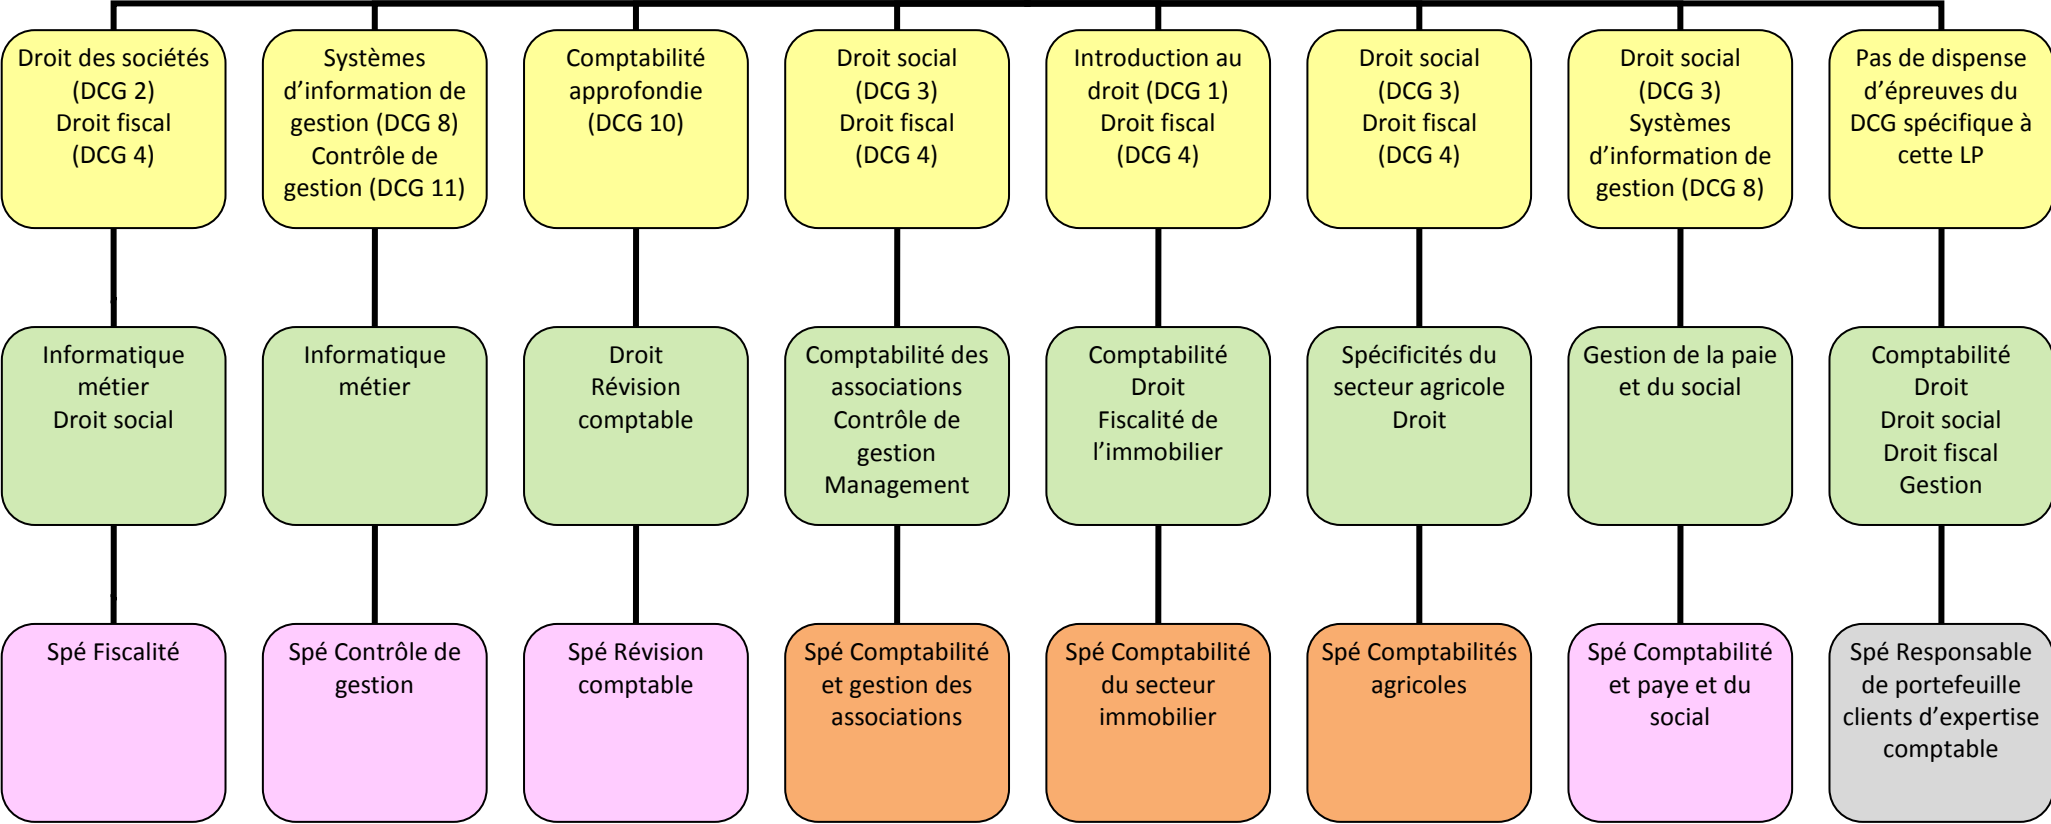 Droit des sociétés
(DCG 2)
Droit fiscal
(DCG 4)
Systèmes
d’information de
gestion (DCG 8)
Contrôle de
gestion (DCG 11)
Comptabilité
approfondie
(DCG 10)
Droit social
(DCG 3)
Droit fiscal
(DCG 4)
Introduction au
droit (DCG 1)
Droit fiscal
(DCG 4)
Droit social
(DCG 3)
Droit fiscal
(DCG 4)
Droit social
(DCG 3)
Systèmes
d’information de
gestion (DCG 8)
Pas de dispense
d’épreuves du
DCG spécifique à
cette LP
Informatique
métier
Droit social
Informatique
métier
Droit
Révision
comptable
Comptabilité des
associations
Contrôle de
gestion
Management
Comptabilité
Droit
Fiscalité de
l’immobilier
Spécificités du
secteur agricole
Droit
Gestion de la paie
et du social
Comptabilité
Droit
Droit social
Droit fiscal
Gestion
Spé Fiscalité
Spé Contrôle de
gestion
Spé Révision
comptable
Spé Comptabilité
et gestion des
associations
Spé Comptabilité
du secteur
immobilier
Spé Comptabilités
agricoles
Spé Comptabilité
et paye et du
social
Spé Responsable
de portefeuille
clients d’expertise
comptable